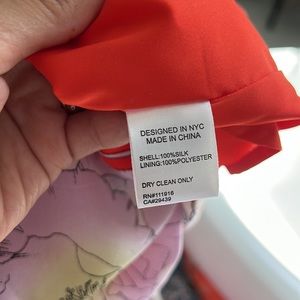 DESIGNED IN NYC
MADE IN CHINA
SHELL:100%SILK
LINING:100%POLYESTER
DRY CLEAN ONLY
RN#111916
CA#29439